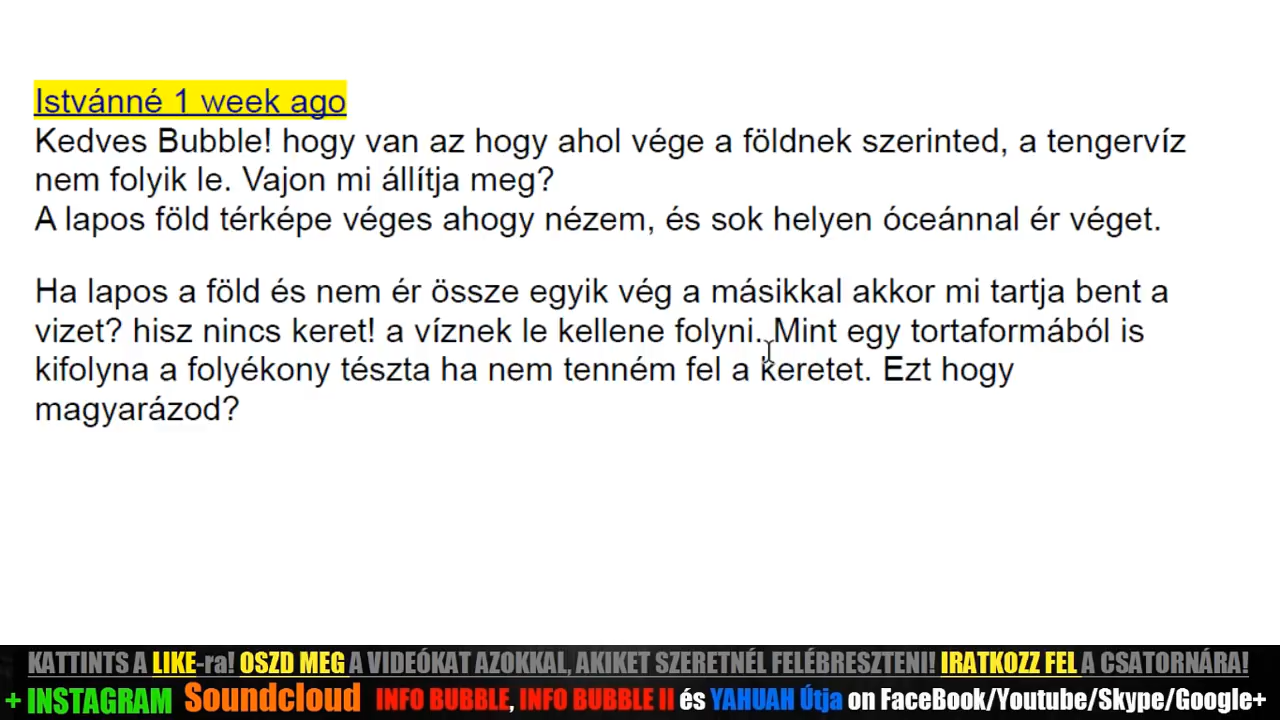 Istvánné 1 week ago
Kedves Bubble! hogy van az hogy ahol vége a földnek szerinted, a tengervíz
nem folyik le. Vajon mi állítja meg?
A lapos föld térképe véges ahogy nézem, és sok helyen óceánnal ér véget.
Ha lapos a föld és nem ér össze egyik vég a másikkal akkor mi tartja bent a
vizet? hisz nincs keret! a víznek le kellene folyni.. Mint egy tortaformából is
kifolyna a folyékony tészta ha nem tenném fel a keretet. Ezt hogy
magyarázod?
KATTINTS A LIKE-ra! OSZD MEG A VIDEÓKAT AZOKKAL, AKIKET SZERETNÉL FELÉBRESZTENI! IRATKOZZ FEL A CSATORNÁRA!
+ INSTAGRAM Soundcloud INFO BUBBLE, INFO BUBBLE II és YAHUAH Útja on FaceBook/Youtube/Skype/Google+